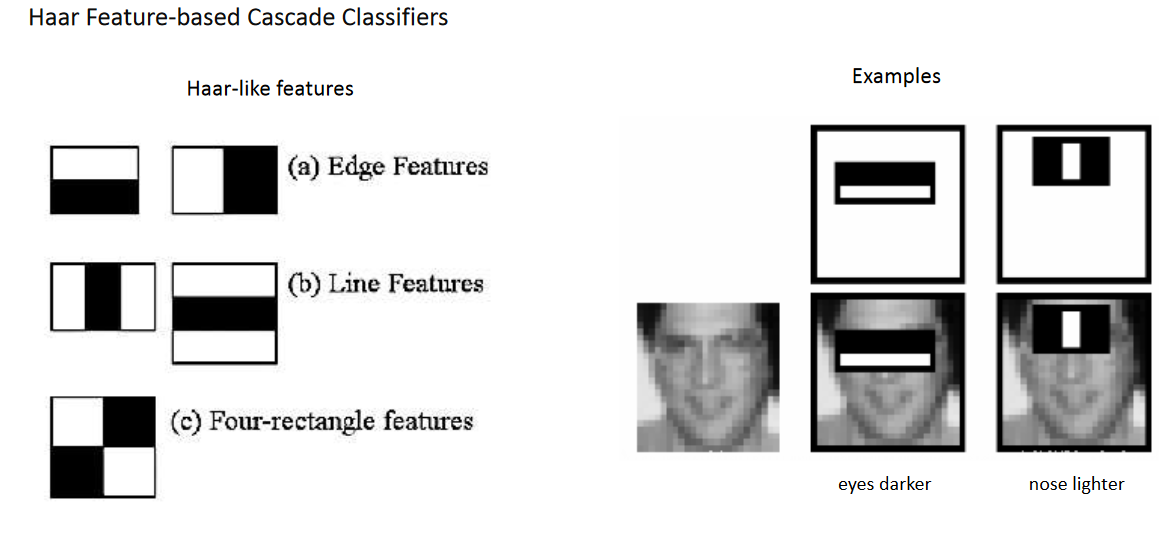 Haar Feature-based Cascade Classifiers
Haar-like features
(a) Edge Features
(b) Line Features
(c) Four-rectangle features
Examples
eyes darker
nose lighter